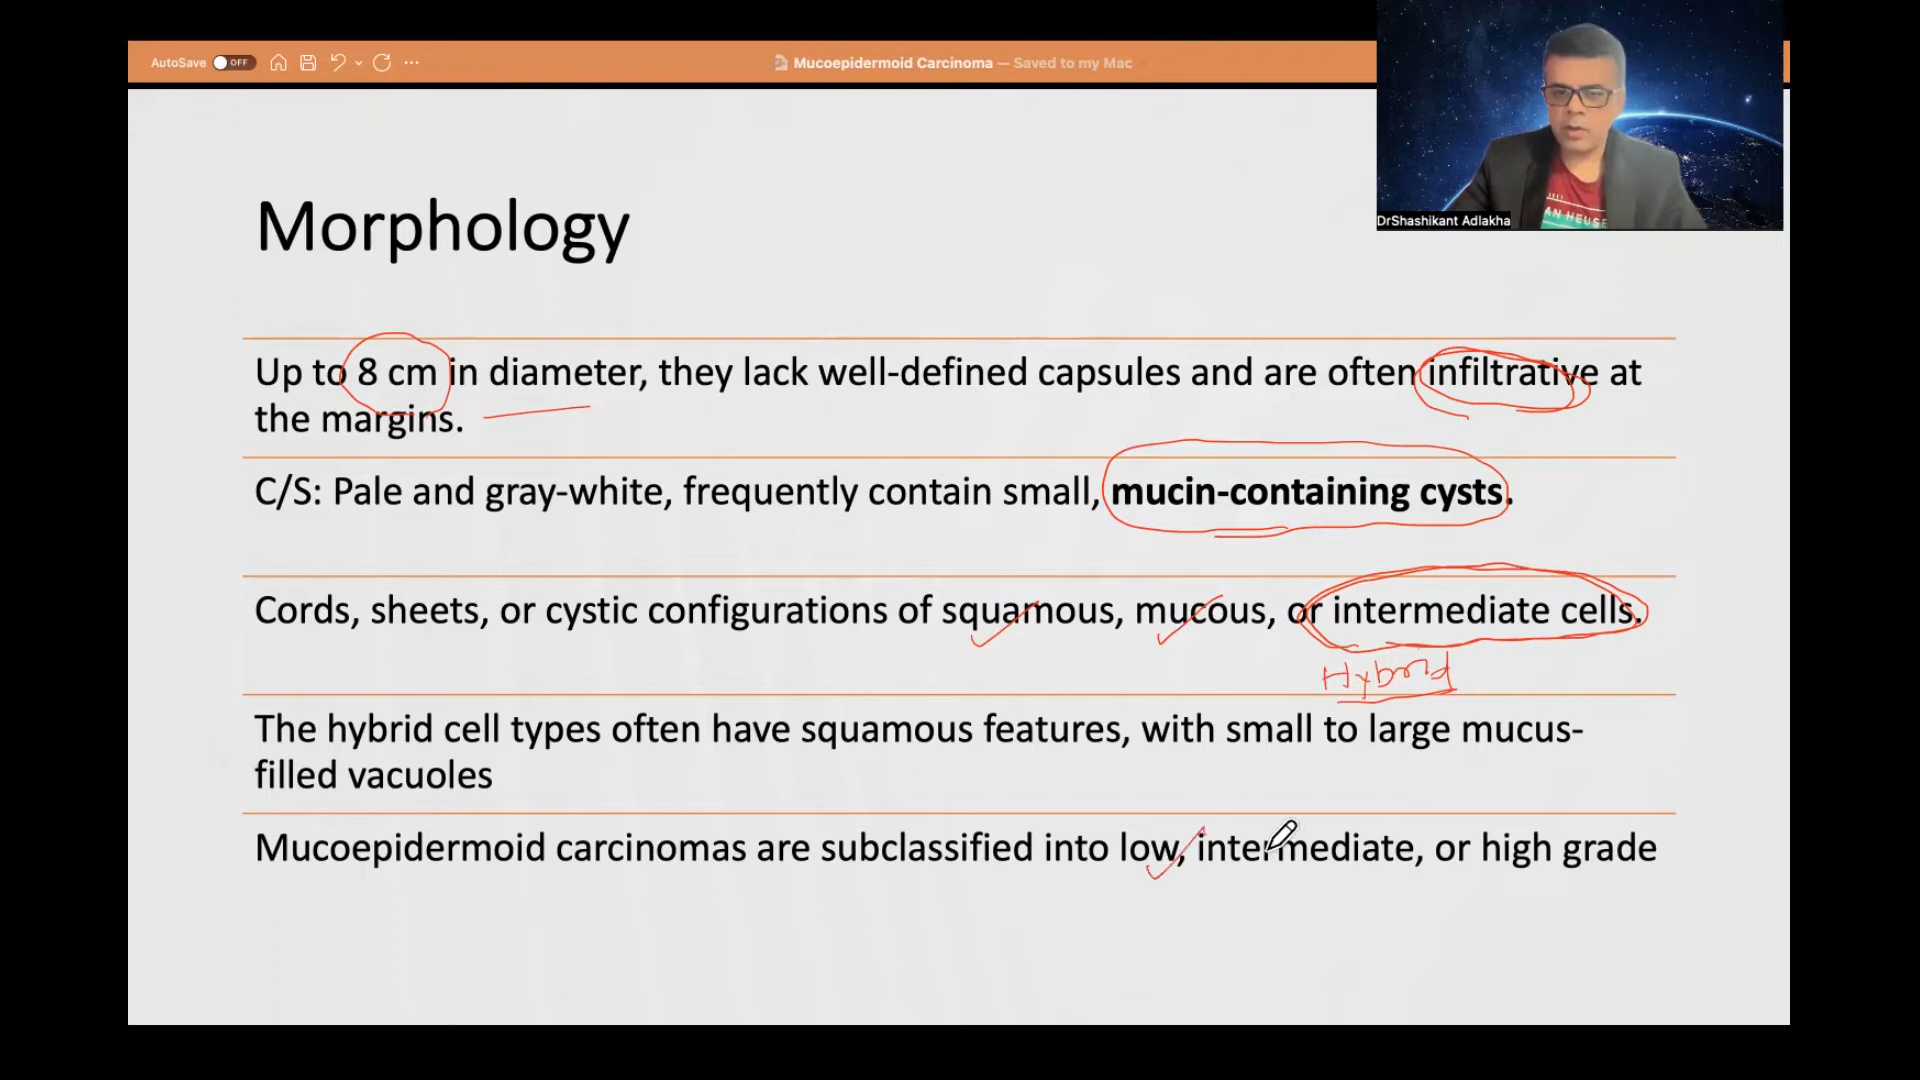 AutoSave OFF
Mucoepidermoid Carcinoma — Saved to my Mac
AN HEUSE
DrShashikant Adlakha
Morphology
Up to 8 cm in diameter, they lack well-defined capsules and are often infiltrative at
the margins.
C/S: Pale and gray-white, frequently contain small, mucin-containing cysts.
Cords, sheets, or cystic configurations of squamous, mucous, or intermediate cells.
Hybrid
The hybrid cell types often have squamous features, with small to large mucus-
filled vacuoles
Mucoepidermoid carcinomas are subclassified into low, intermediate, or high grade